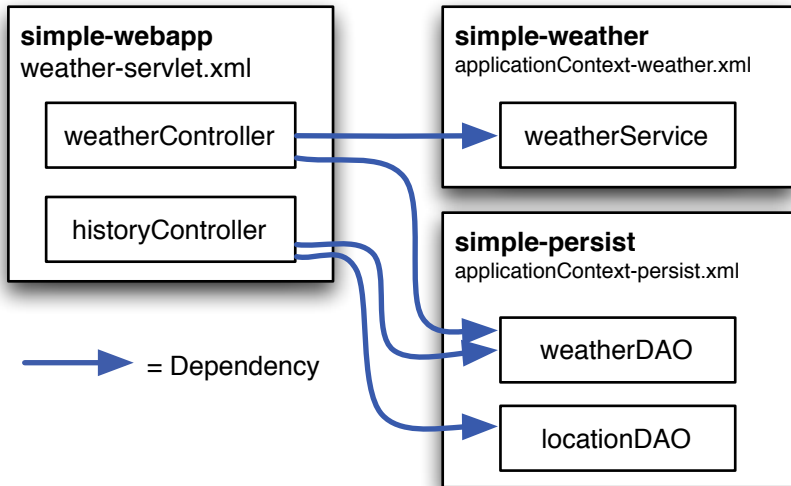 simple-webapp
weather-servlet.xml
weatherController
historyController
simple-weather
applicationContext-weather.xml
weatherService
simple-persist
applicationContext-persist.xml
weatherDAO
locationDAO
= Dependency